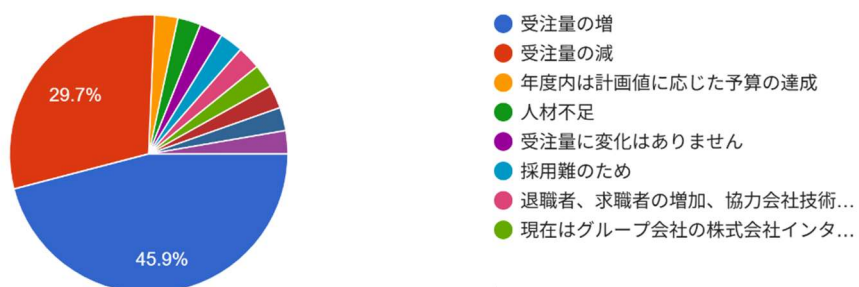 29.7%
45.9%
受注量の増
受注量の減
年度内は計画値に応じた予算の達成
人材不足
受注量に変化はありません
採用難のため
退職者、求職者の増加、協力会社技術…
現在はグループ会社の株式会社インタ…